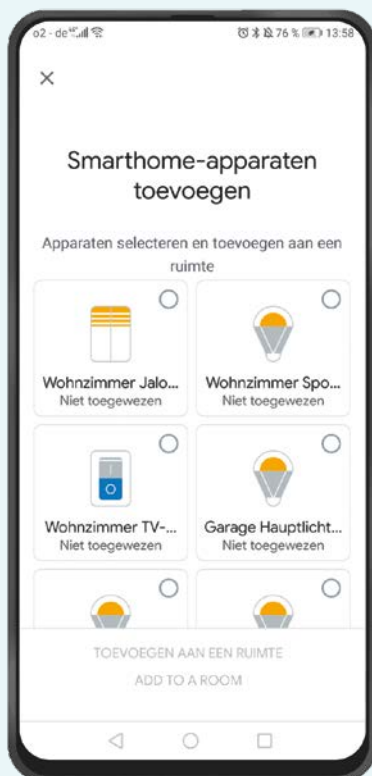 o2 - de 76 % 13:58
Smarthome-apparaten
toevoegen
Apparaten selecteren en toevoegen aan een
ruimte
Wohnzimmer Jalo...
Niet toegewezen
Wohnzimmer Spo...
Niet toegewezen
Wohnzimmer TV-...
Niet toegewezen
Garage Hauptlicht...
Niet toegewezen
TOEVOEGEN AAN EEN RUIMTE
ADD TO A ROOM